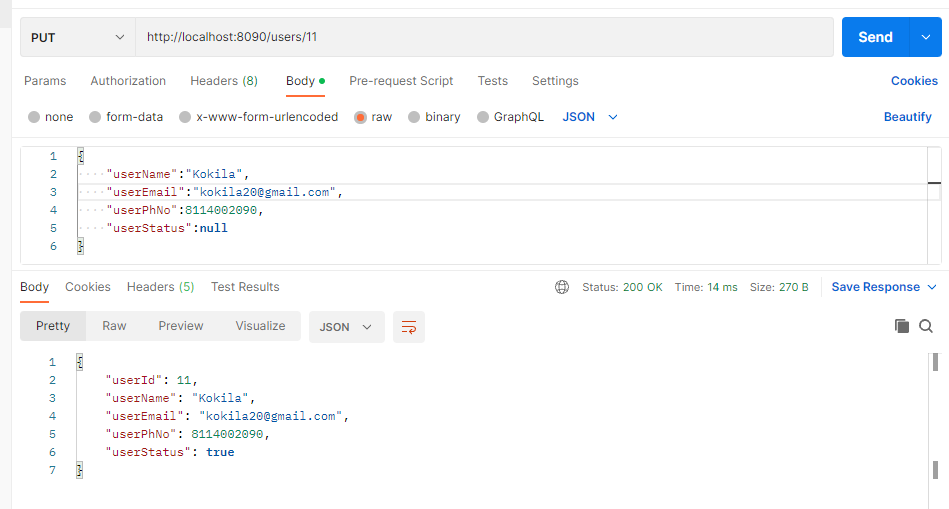 PUT http://localhost:8090/users/11 Send
Params Authorization Headers (8) Body Pre-request Script Tests Settings Cookies
none form-data x-www-form-urlencoded raw binary GraphQL JSON Beautify
1 {
2 "userName":"Kokila",
3 "userEmail":"kokila20@gmail.com",
4 "userPhNo":8114002090,
5 "userStatus":null
6 }
Body Cookies Headers (5) Test Results Status: 200 OK Time: 14 ms Size: 270 B Save Response
Pretty Raw Preview Visualize JSON
1 {
2 "userId": 11,
3 "userName": "Kokila",
4 "userEmail": "kokila20@gmail.com",
5 "userPhNo": 8114002090,
6 "userStatus": true
7 }